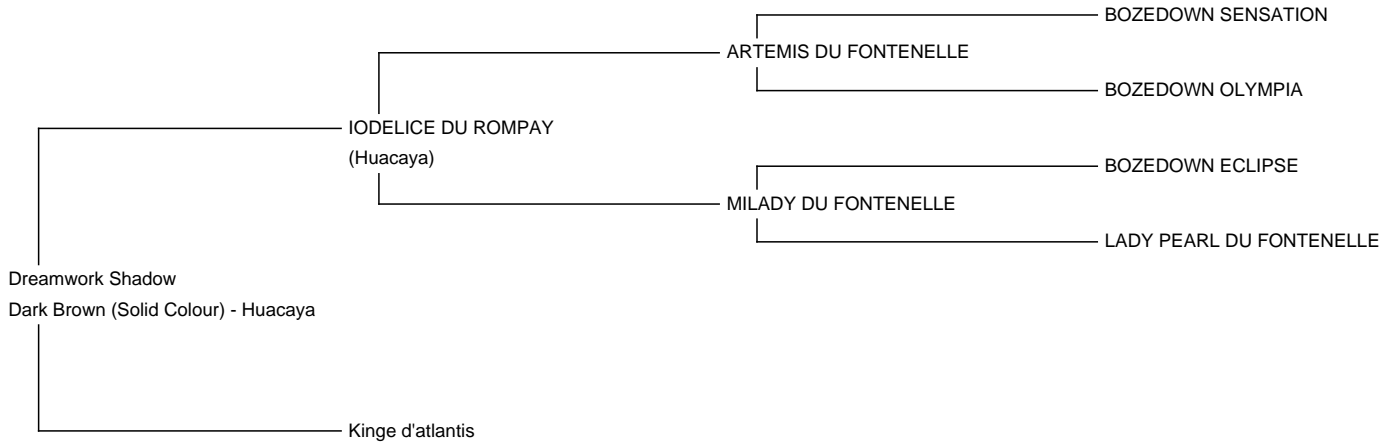 BOZEDOWN SENSATION
ARTEMIS DU FONTENELLE
BOZEDOWN OLYMPIA
IODELICE DU ROMPAY
(Huacaya)
BOZEDOWN ECLIPSE
MILADY DU FONTENELLE
LADY PEARL DU FONTENELLE
Dreamwork Shadow
Dark Brown (Solid Colour) - Huacaya
Kinge d'atlantis